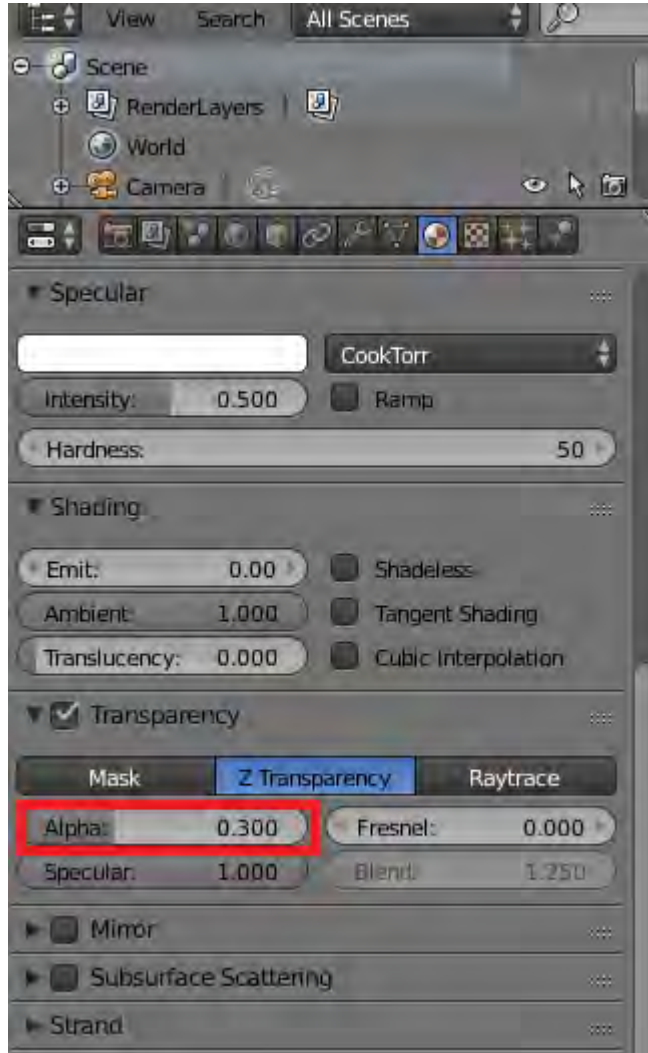 View Search All Scenes
Scene
RenderLayers
World
Camera
Specular
CookTorr
Intensity: 0.500 Ramp
Hardness: 50
Shading
Emit: 0.00 Shadeless
Ambient: 1.000 Tangent Shading
Translucency: 0.000 Cubic Interpolation
Transparency
Mask Z Transparency Raytrace
Alpha: 0.300 Fresnel: 0.000
Specular: 1.000 Blend: 1.250
Mirror
Subsurface Scattering
Strand